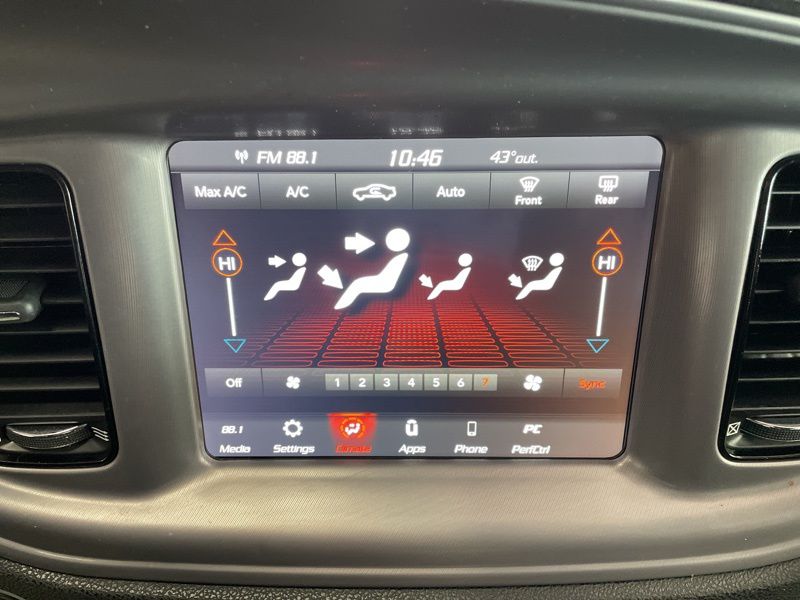 FM 88.1 10:46 43° out.
Max A/C A/C Auto Front Rear
HI HI
Off 1 2 3 4 5 6 7 Sync
88.1 PC
Media Settings Climate Apps Phone PerfCtrl